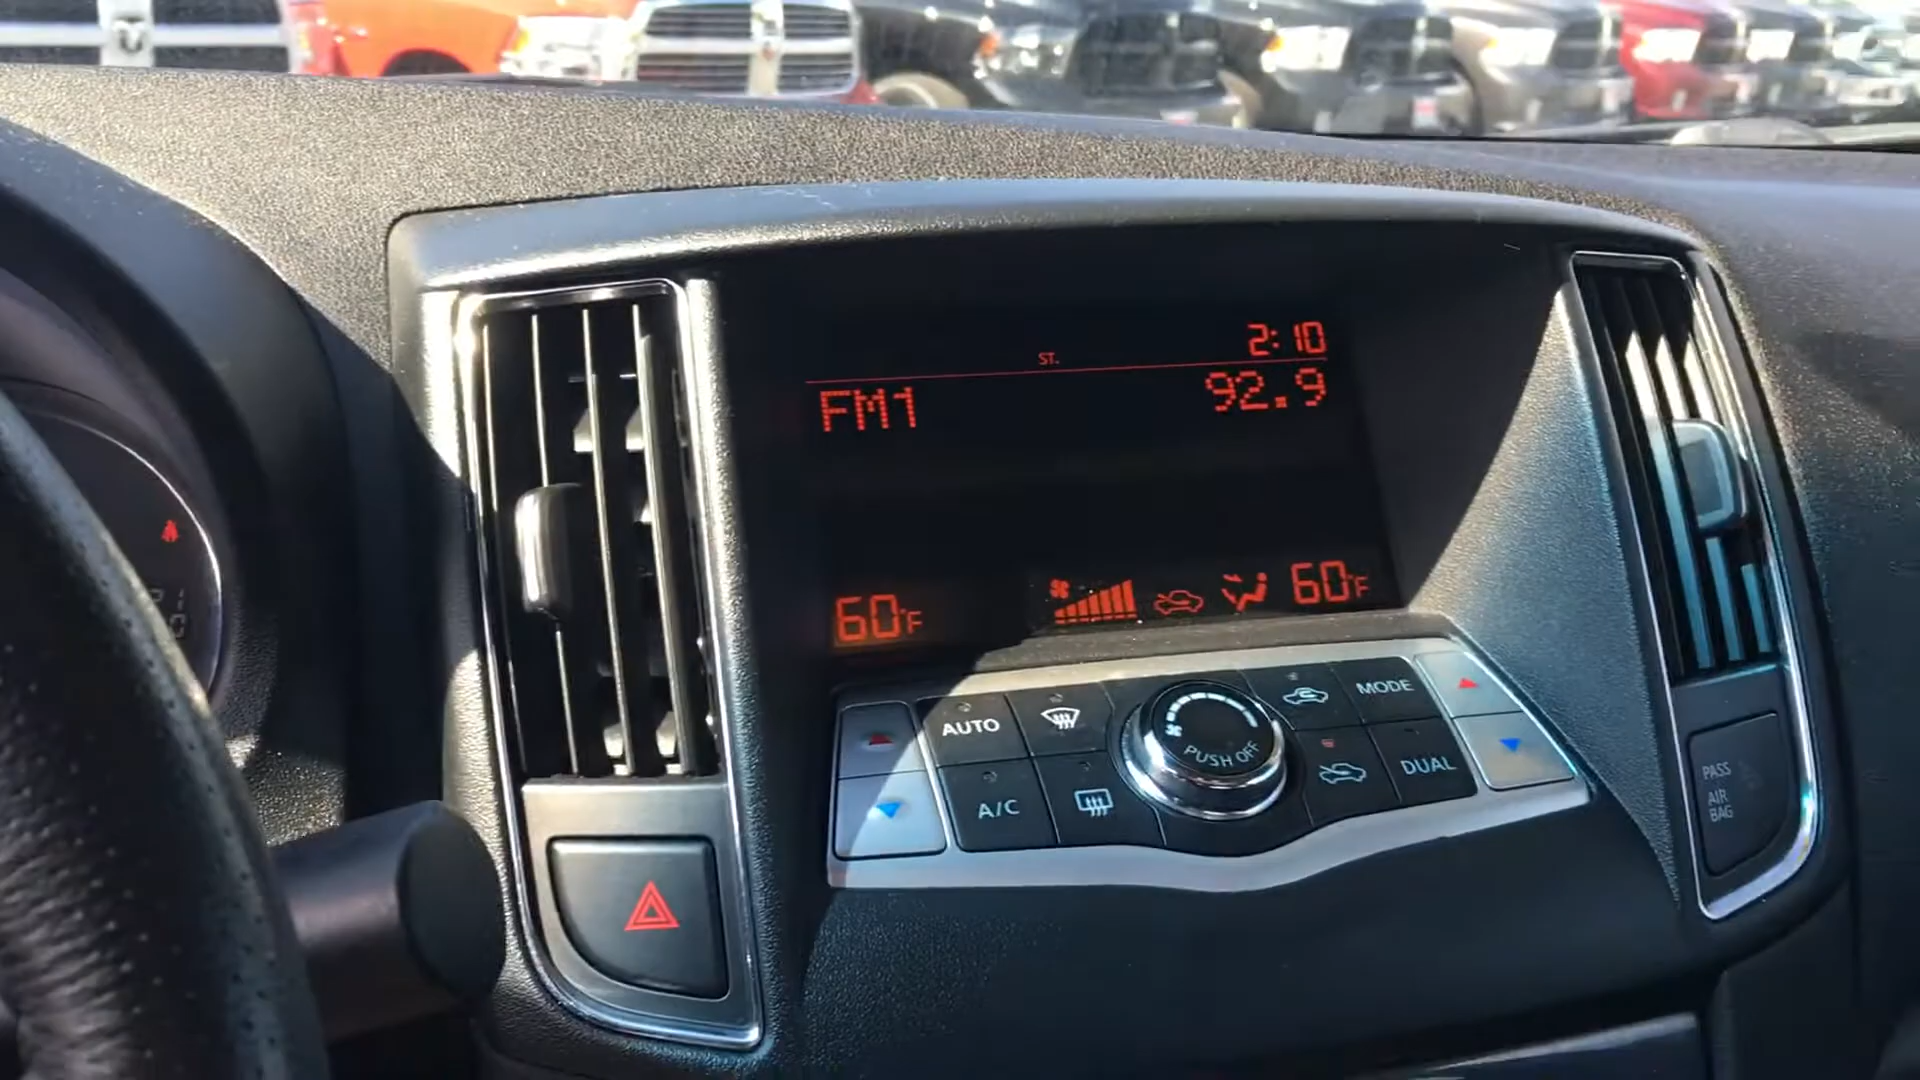 2:10
ST.
FM1 92.9
60°F 60°F
AUTO
MODE
PUSH OFF
A/C
DUAL
PASS
AIR
BAG